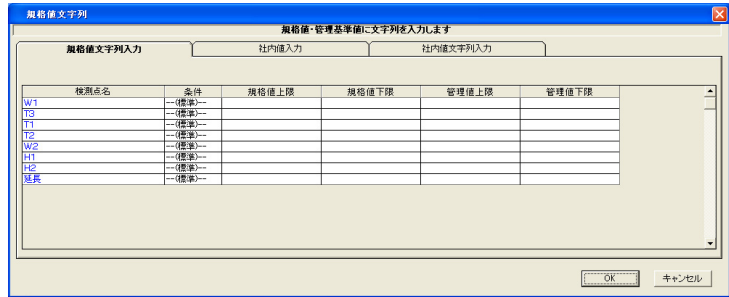 規格値文字列
規格値・管理基準値に文字列を入力します
規格値文字列入力 社内値入力 社内値文字列入力
検測点名 条件 規格値上限 規格値下限 管理値上限 管理値下限
W1 --(標準)--
T3 --(標準)--
T1 --(標準)--
T2 --(標準)--
W2 --(標準)--
H1 --(標準)--
H2 --(標準)--
延長 --(標準)--
OK キャンセル